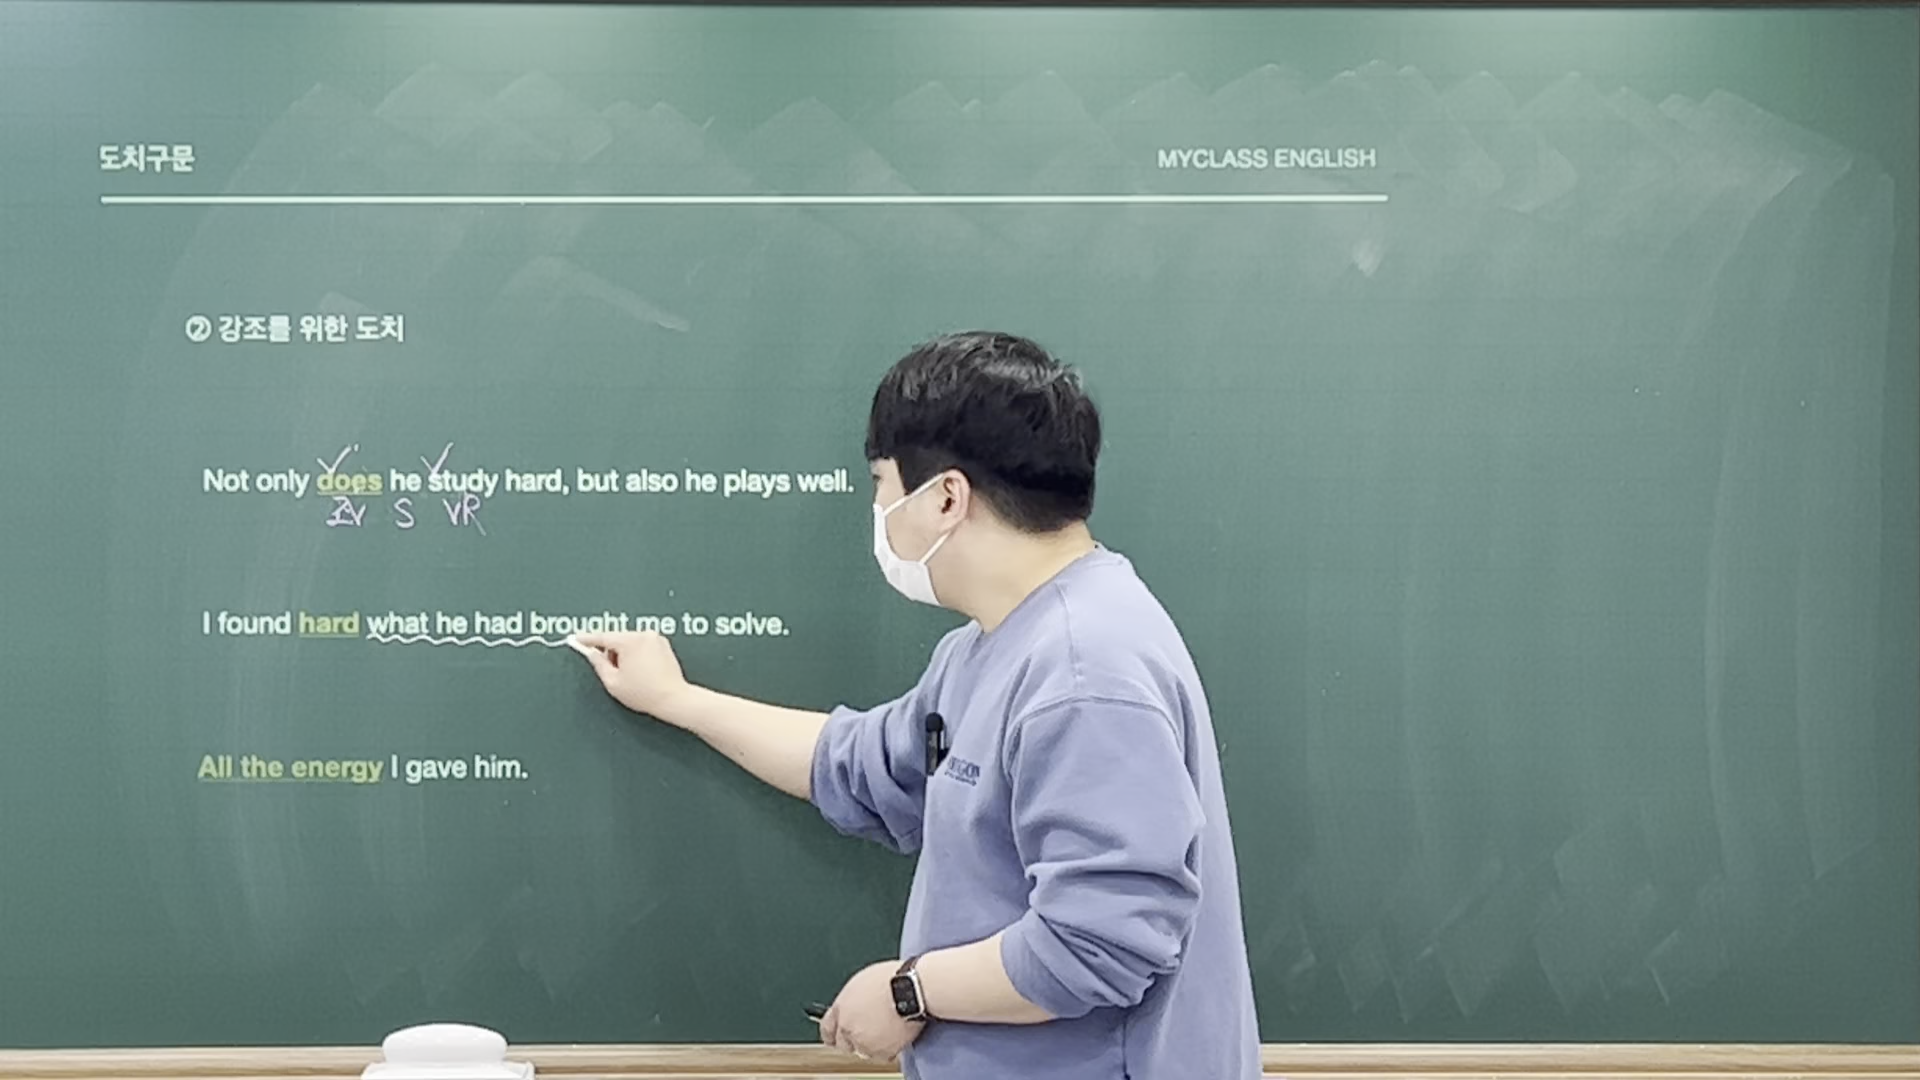 도치구문
MYCLASS ENGLISH
② 강조를 위한 도치
Not only does he study hard, but also he plays well.
조V S VR
I found hard what he had brought me to solve.
All the energy I gave him.